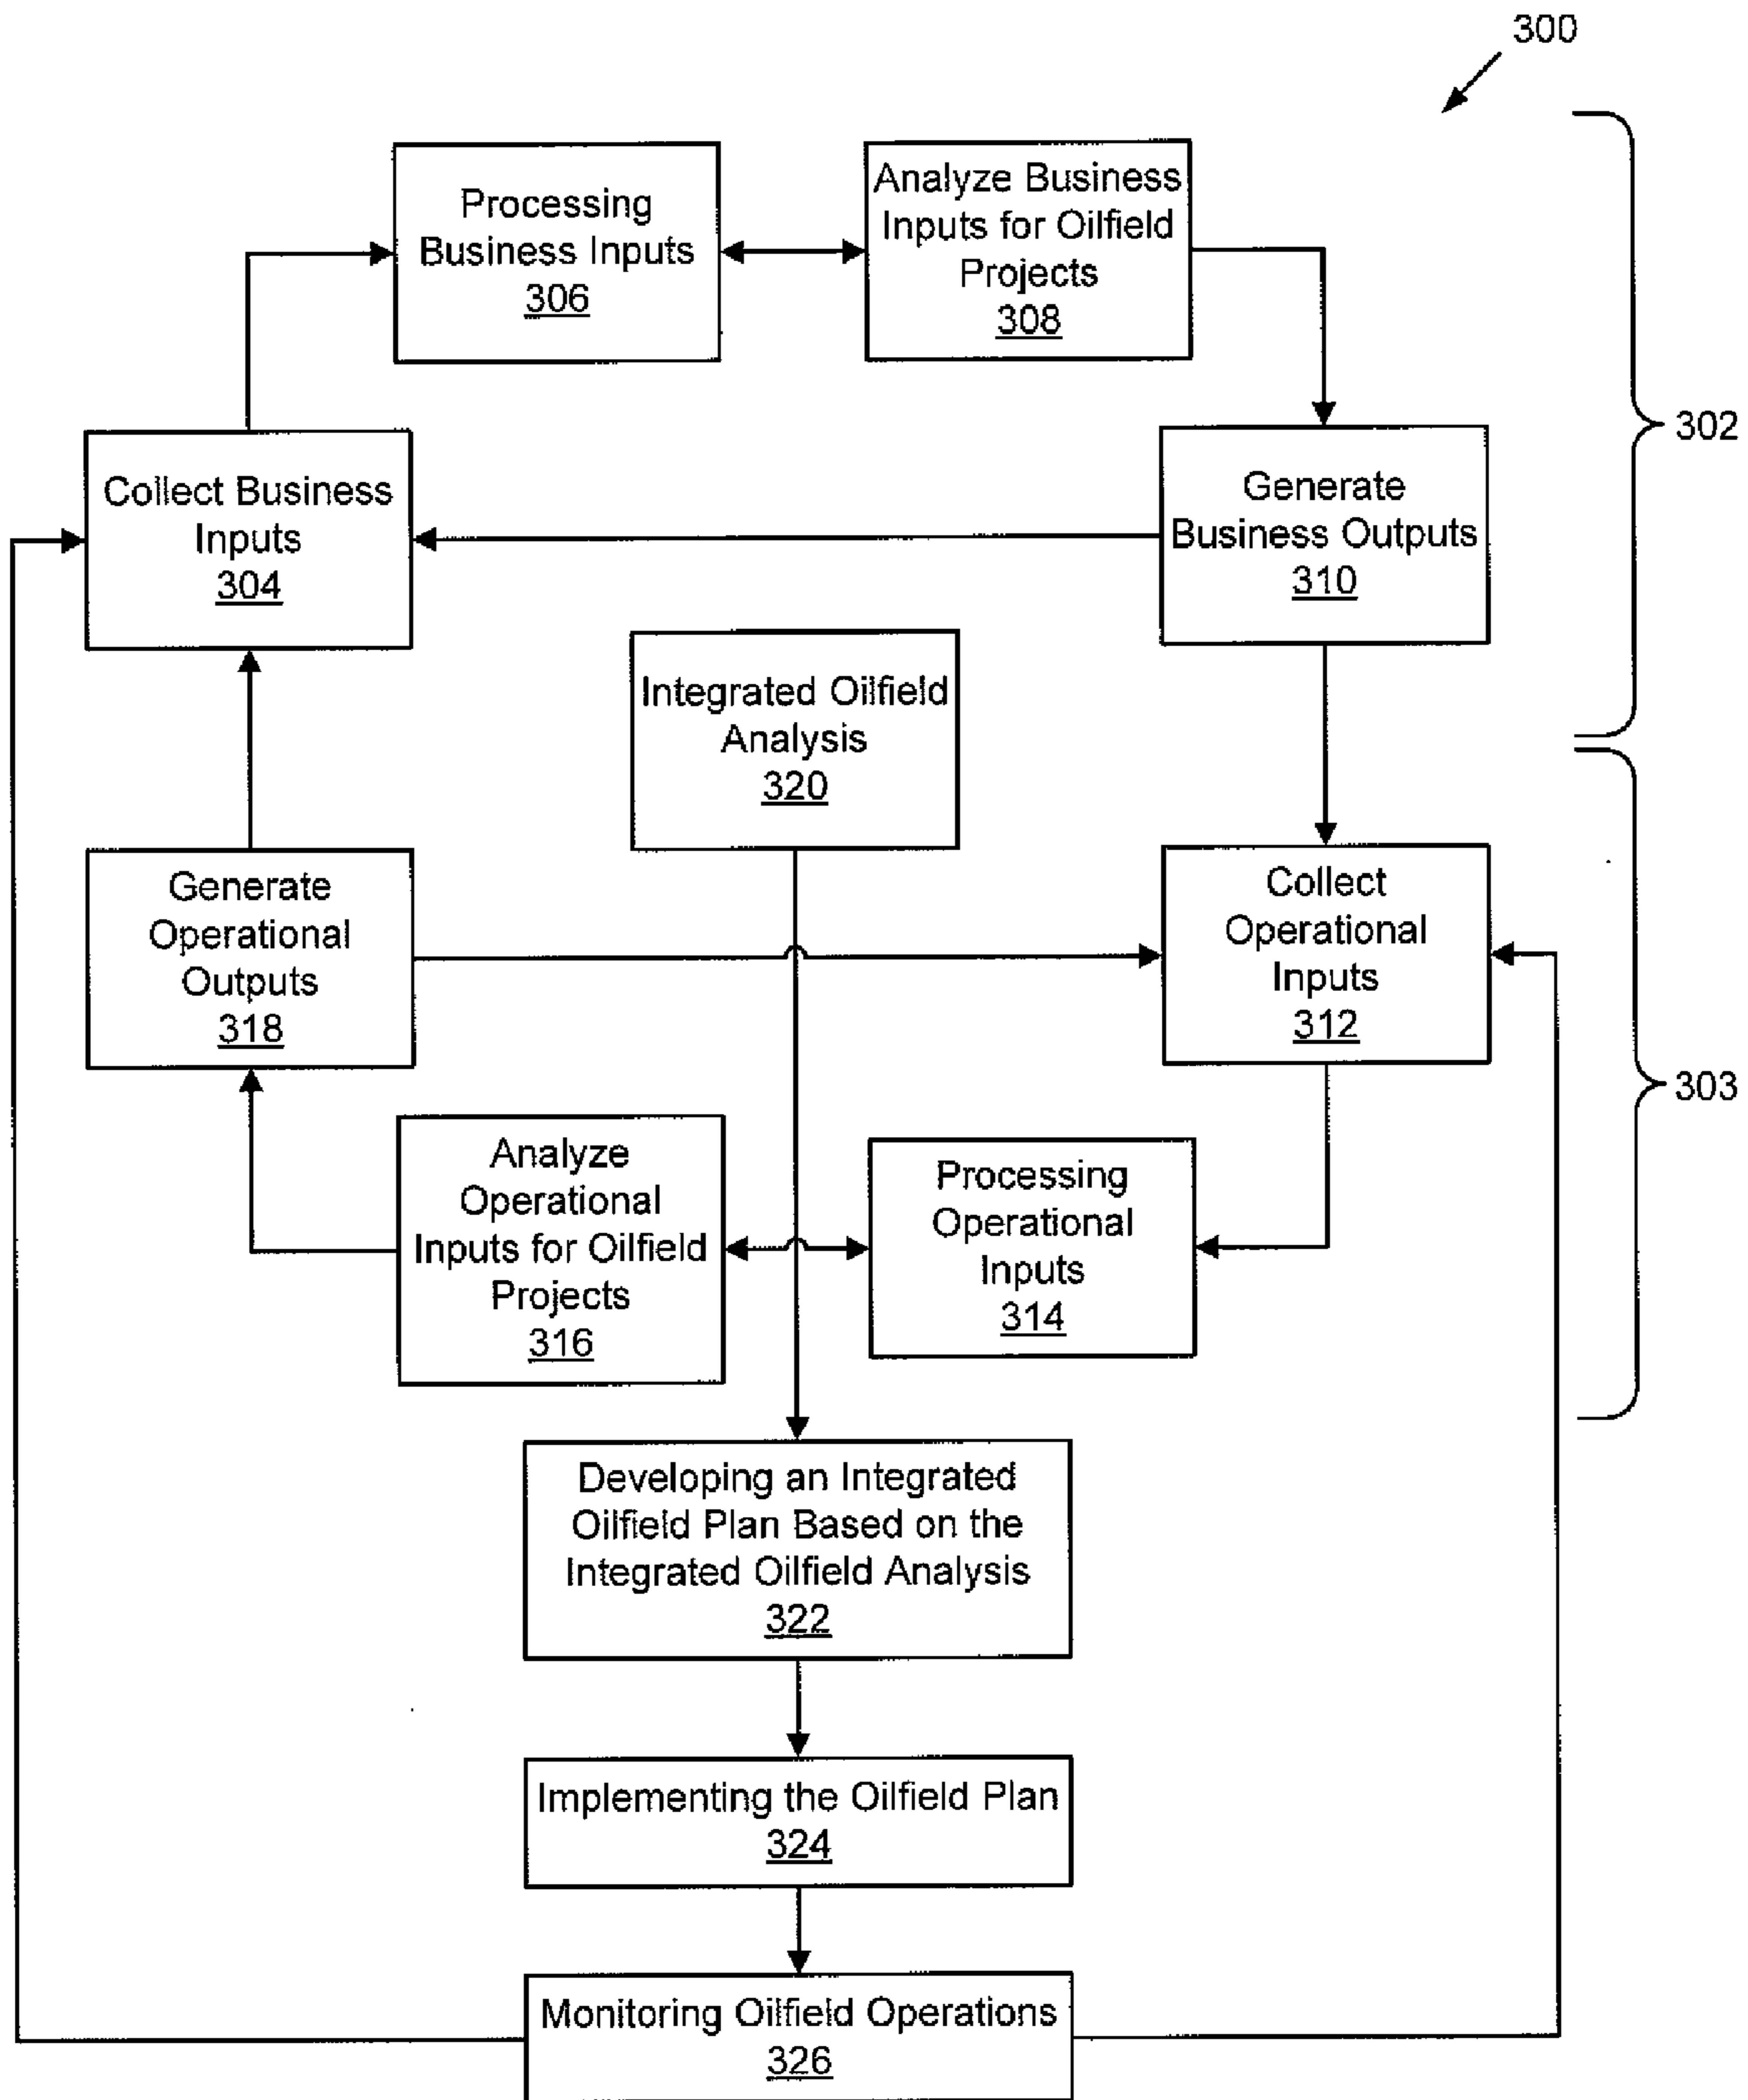 300
Processing
Business Inputs
306
Analyze Business
Inputs for Oilfield
Projects
308
302
Collect Business
Inputs
304
Generate
Business Outputs
310
Integrated Oilfield
Analysis
320
Generate
Operational
Outputs
318
Collect
Operational
Inputs
312
303
Analyze
Operational
Inputs for Oilfield
Projects
316
Processing
Operational
Inputs
314
Developing an Integrated
Oilfield Plan Based on the
Integrated Oilfield Analysis
322
Implementing the Oilfield Plan
324
Monitoring Oilfield Operations
326